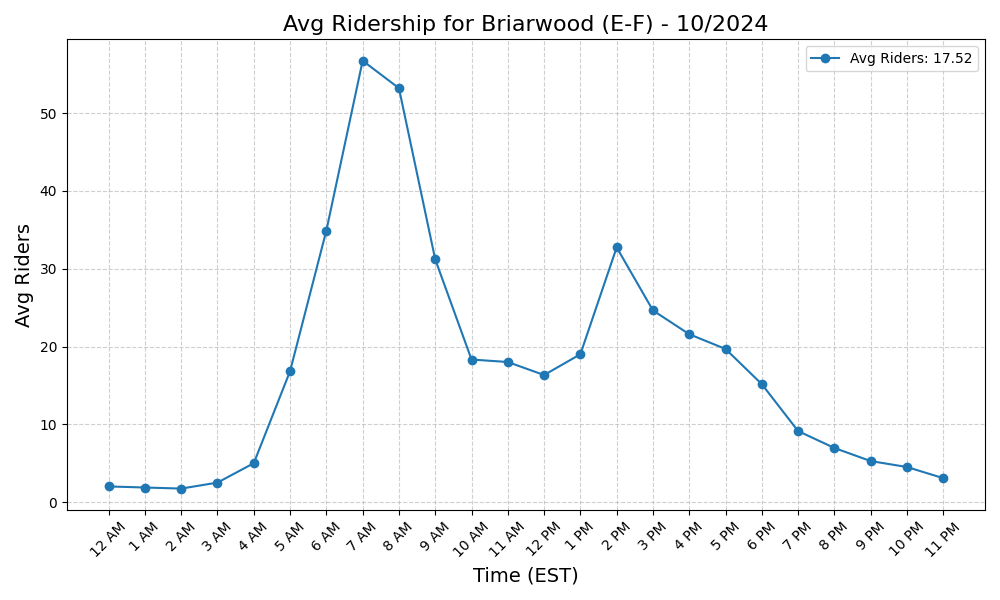 Avg Ridership for Briarwood (E-F) - 10/2024
Avg Riders: 17.52
Avg Riders
50
40
30
20
10
0
12 AM
1 AM
2 AM
3 AM
4 AM
5 AM
6 AM
7 AM
8 AM
9 AM
10 AM
11 AM
12 PM
1 PM
2 PM
3 PM
4 PM
5 PM
6 PM
7 PM
8 PM
9 PM
10 PM
11 PM
Time (EST)